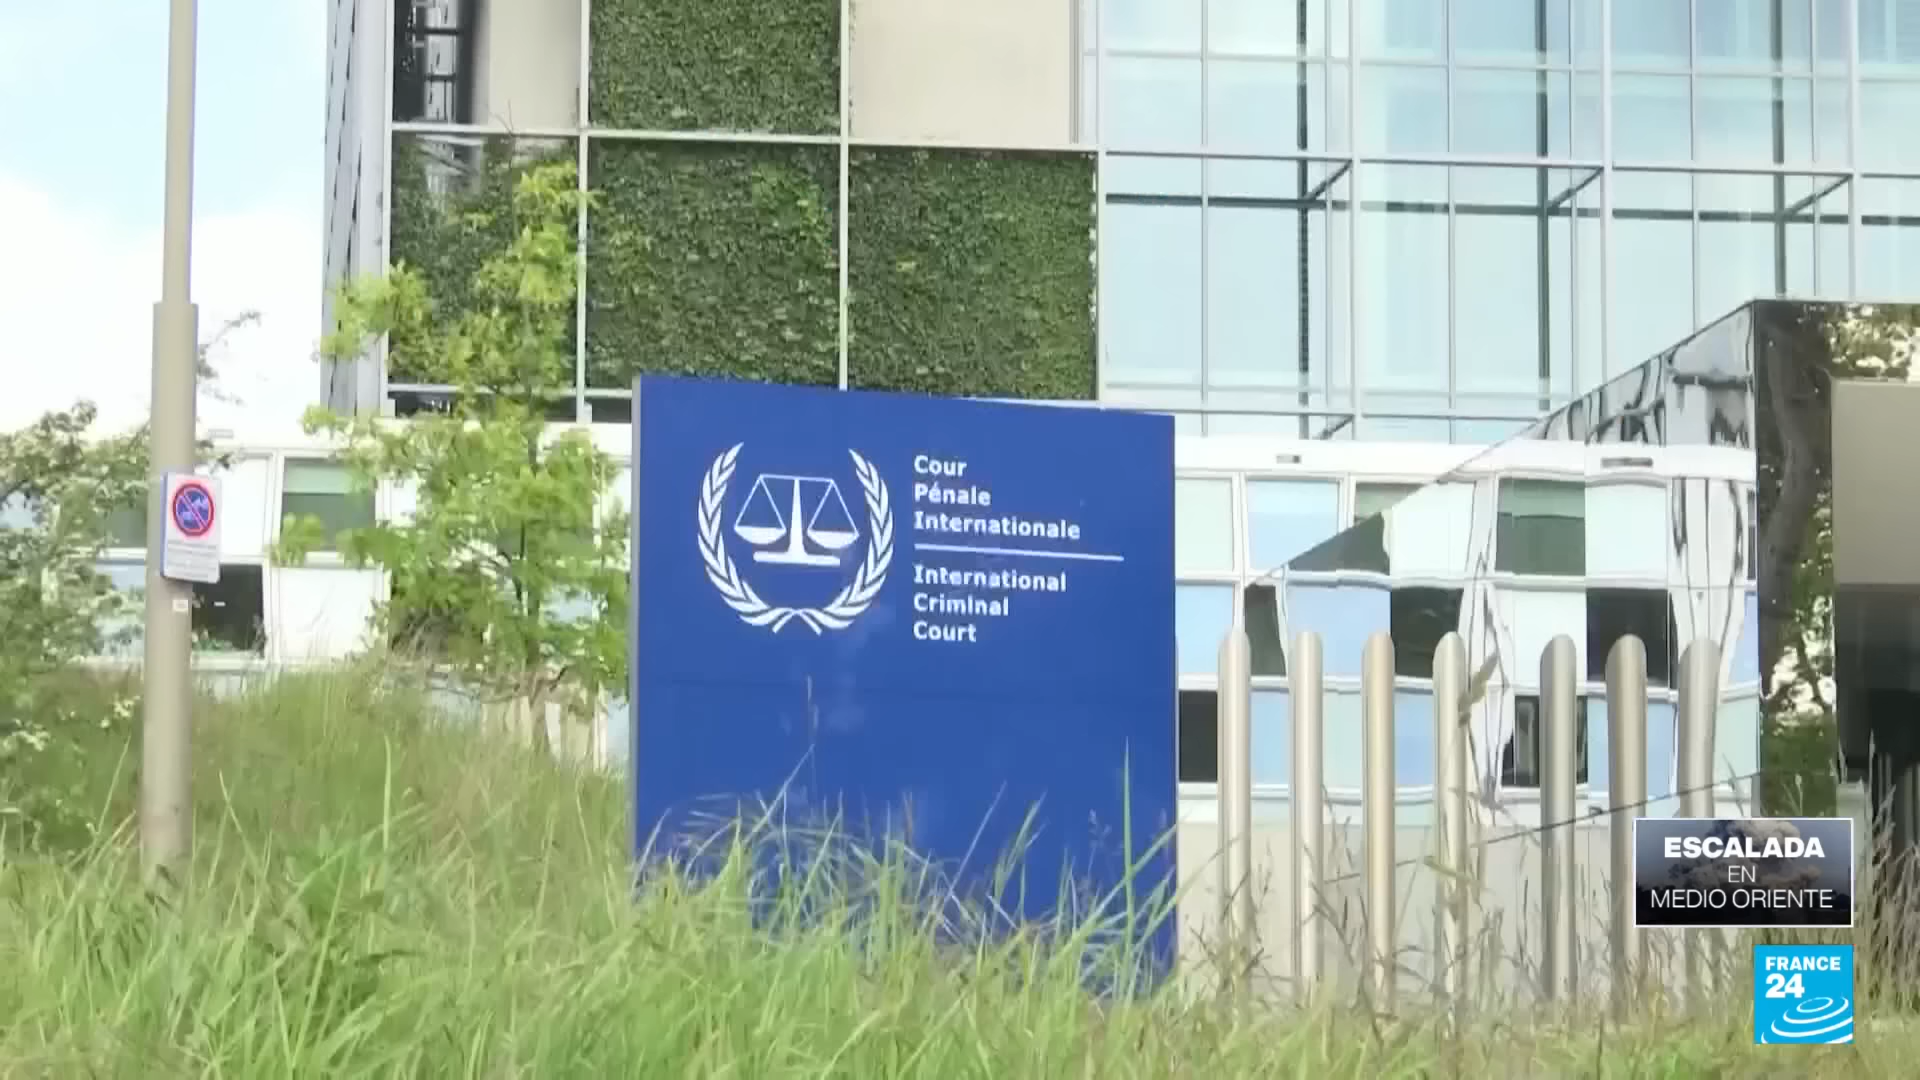 Cour
Pénale
Internationale
International
Criminal
Court
ESCALADA
EN
MEDIO ORIENTE
FRANCE
24